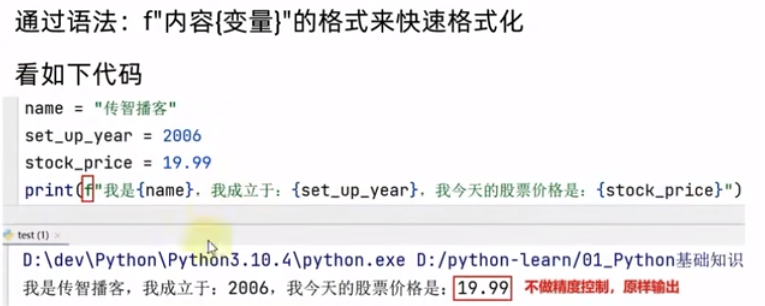 通过语法：f"内容{变量}"的格式来快速格式化
看如下代码
name = "传智播客"
set_up_year = 2006
stock_price = 19.99
print(f"我是{name}，我成立于：{set_up_year}，我今天的股票价格是：{stock_price}")
test (1) ×
D:\dev\Python\Python3.10.4\python.exe D:/python-learn/01_Python基础知识
我是传智播客，我成立于：2006，我今天的股票价格是：19.99 不做精度控制，原样输出